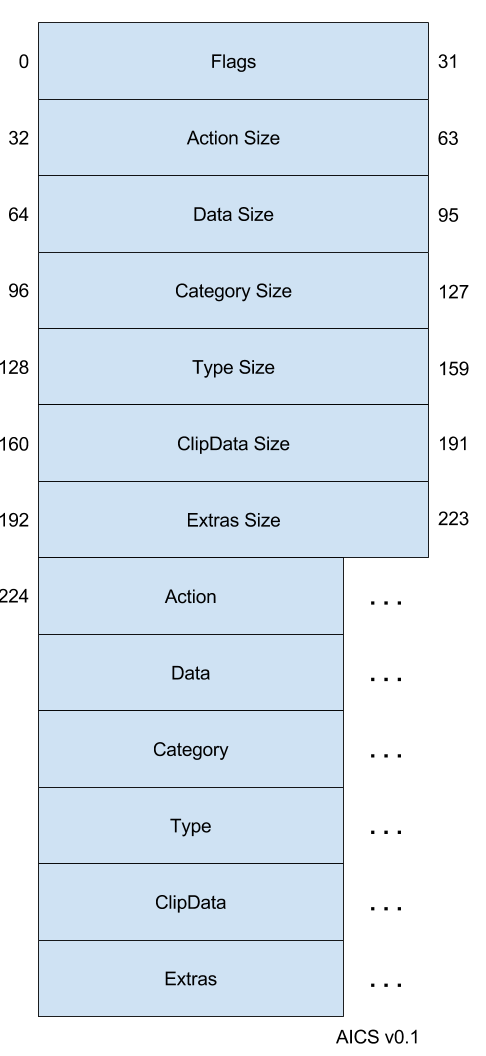 0 Flags 31
32 Action Size 63
64 Data Size 95
96 Category Size 127
128 Type Size 159
160 ClipData Size 191
192 Extras Size 223
224 Action ...
Data ...
Category ...
Type ...
ClipData ...
Extras ...
AICS v0.1